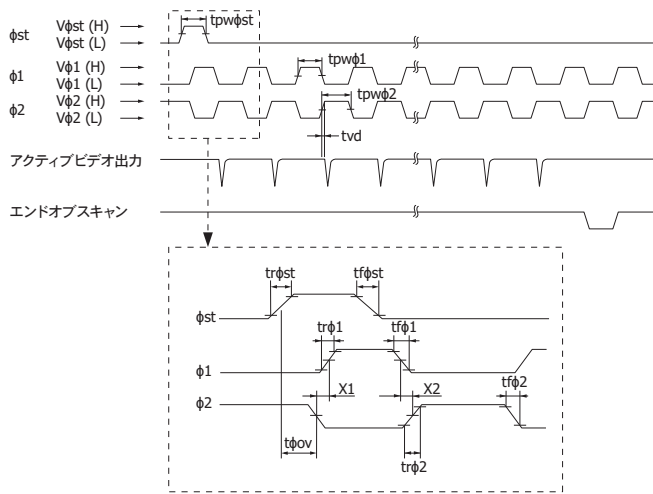 tpwϕst
ϕst
Vϕst (H)
Vϕst (L)
tpwϕ1
ϕ1
Vϕ1 (H)
Vϕ1 (L)
tpwϕ2
ϕ2
Vϕ2 (H)
Vϕ2 (L)
tvd
アクティブビデオ出力
エンドオブスキャン
trϕst
tfϕst
ϕst
trϕ1
tfϕ1
ϕ1
X1
X2
tfϕ2
ϕ2
tϕov
trϕ2